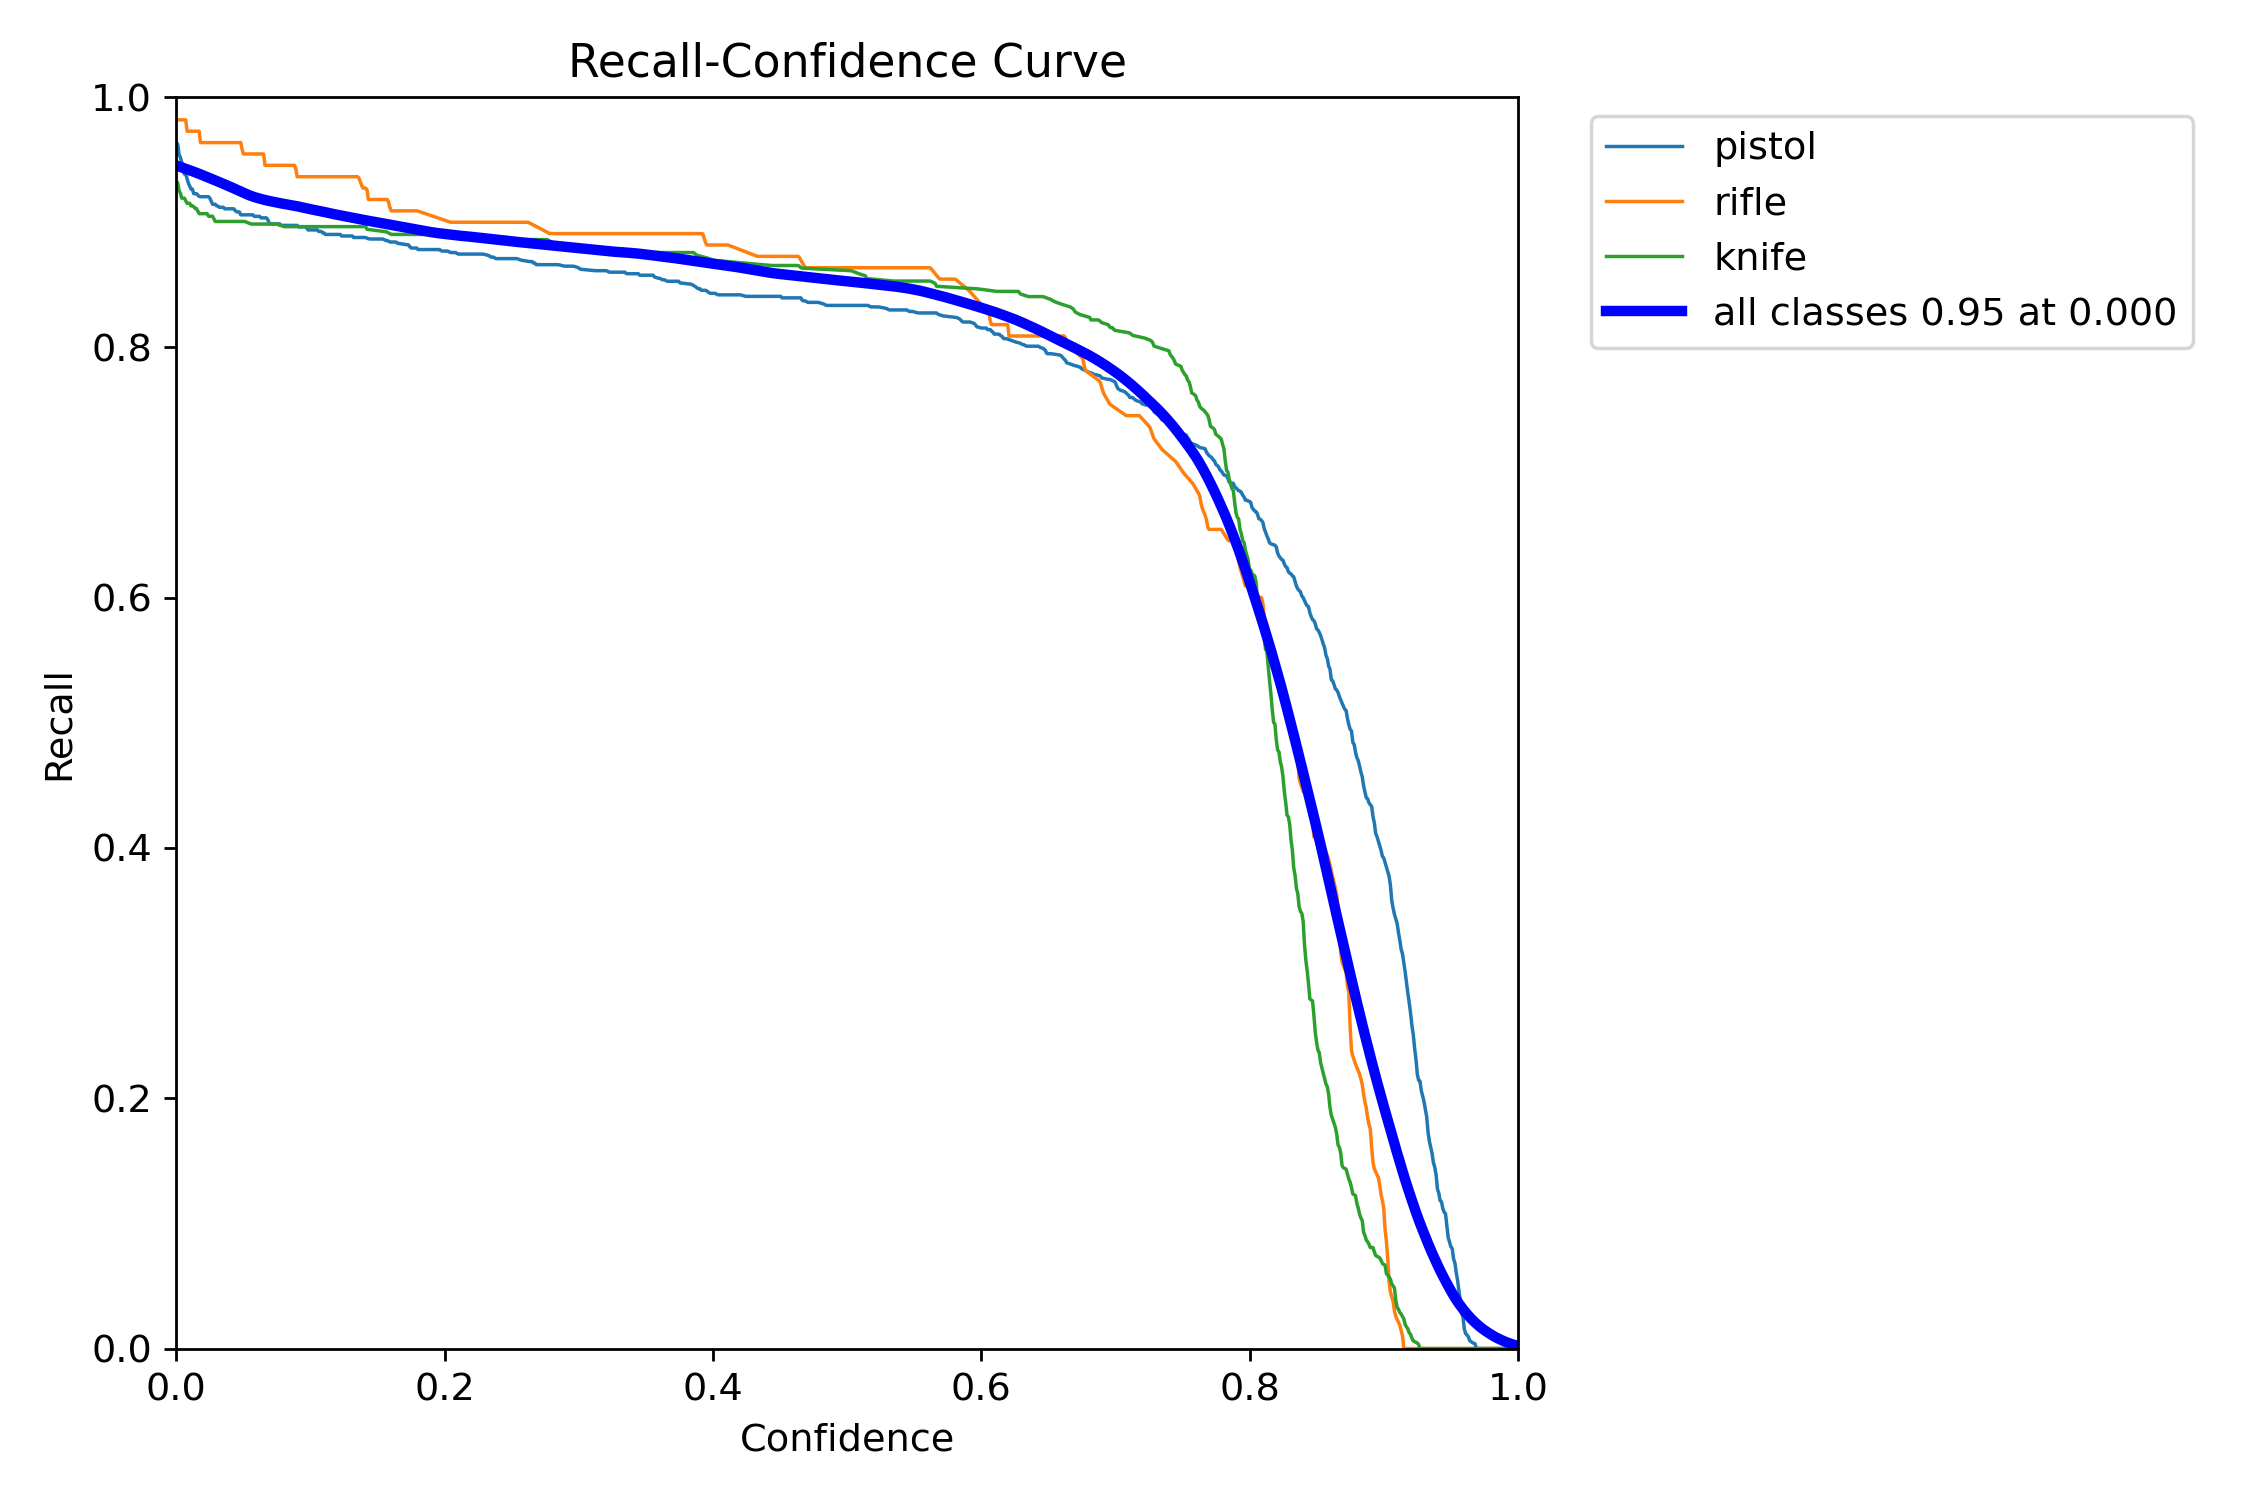 Recall-Confidence Curve
1.0
0.8
0.6
0.4
0.2
0.0
Recall
0.0 0.2 0.4 0.6 0.8 1.0
Confidence
pistol
rifle
knife
all classes 0.95 at 0.000